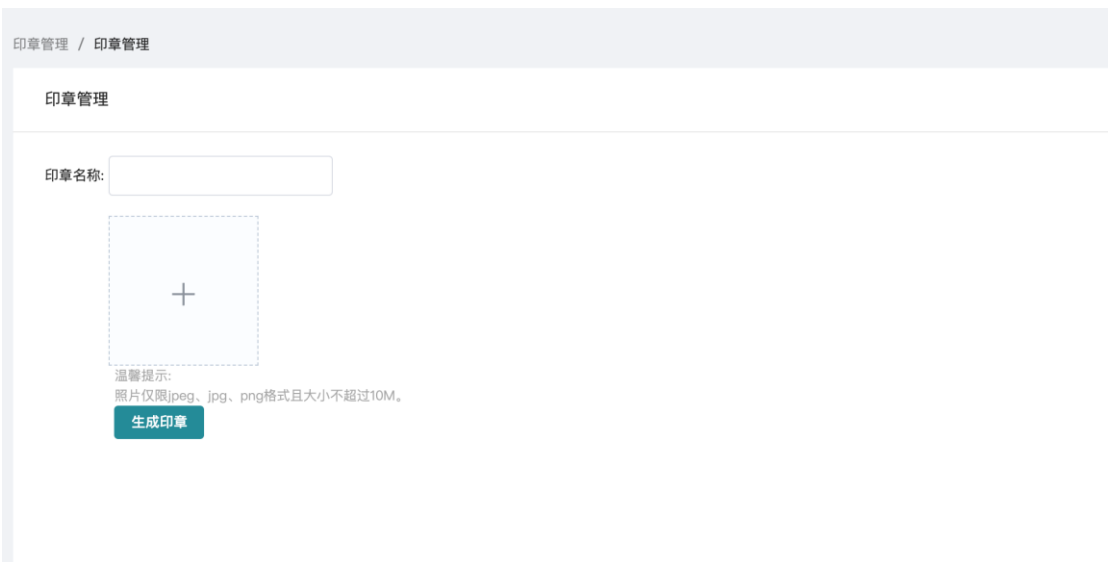 印章管理 / 印章管理
印章管理
印章名称:
温馨提示:
照片仅限jpeg、jpg、png格式且大小不超过10M。
生成印章